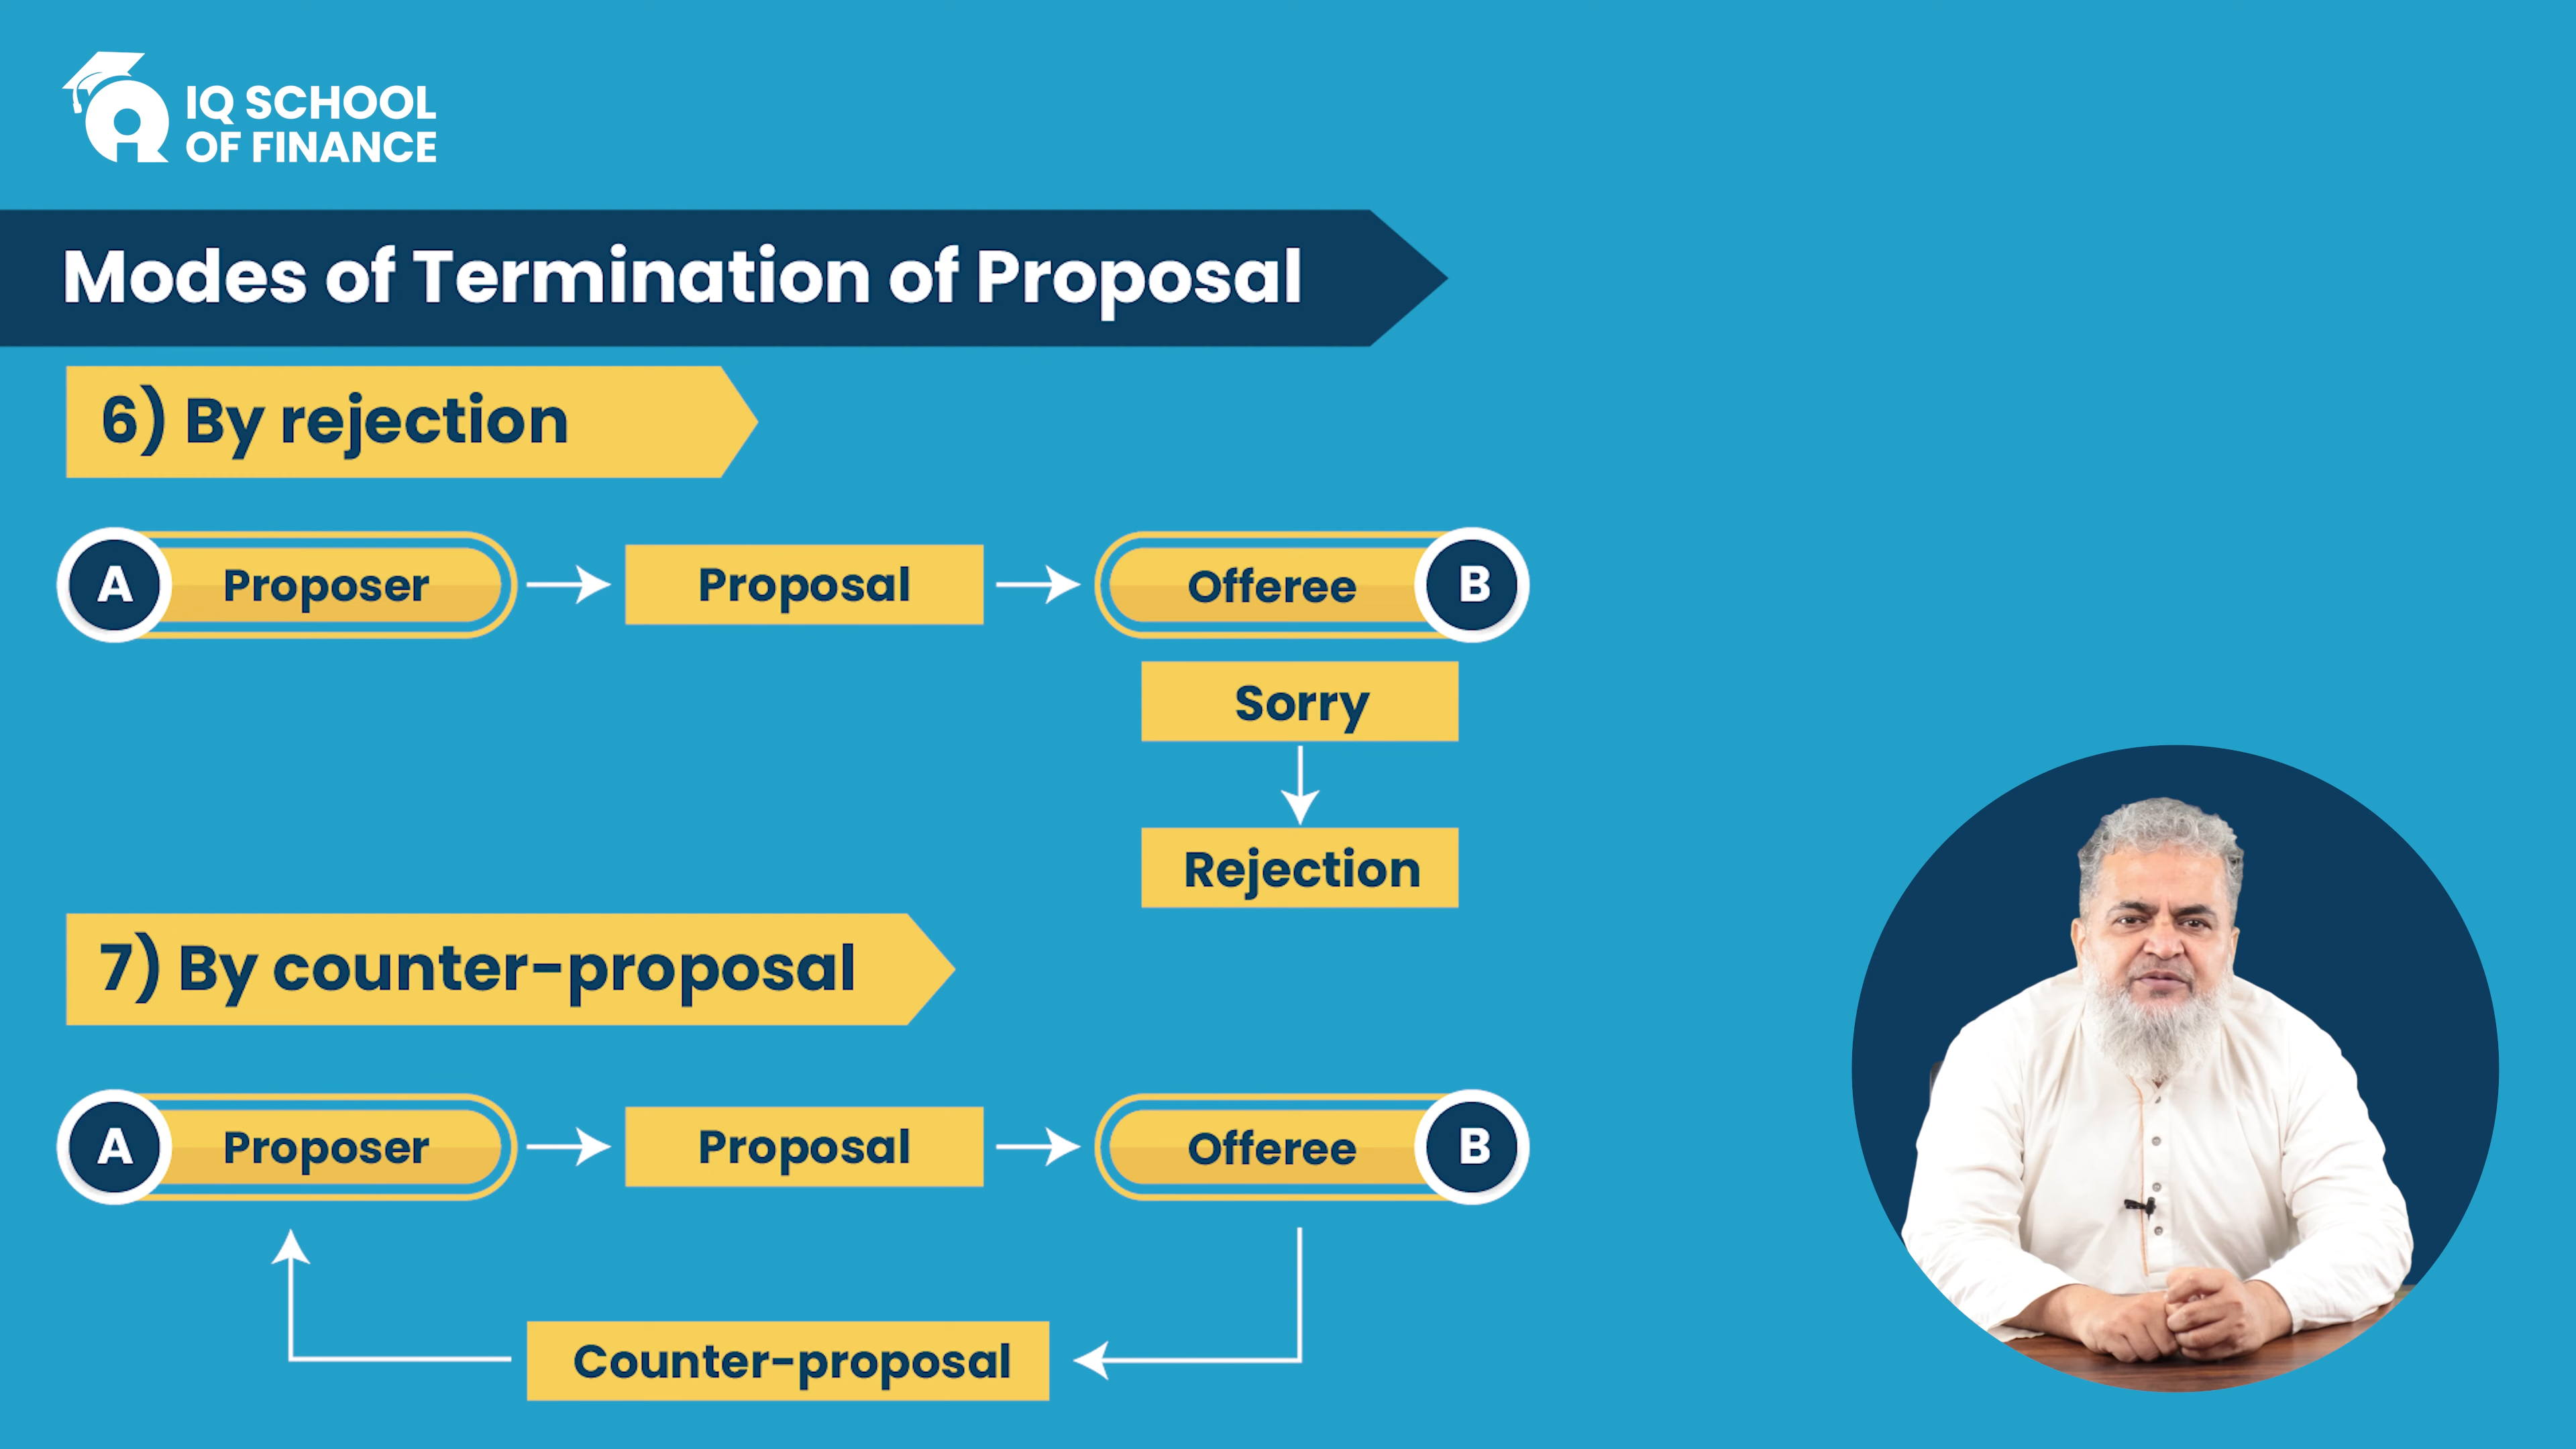 IQ SCHOOL
OF FINANCE
Modes of Termination of Proposal
6) By rejection
A Proposer Proposal Offeree B
Sorry
Rejection
7) By counter-proposal
A Proposer Proposal Offeree B
Counter-proposal